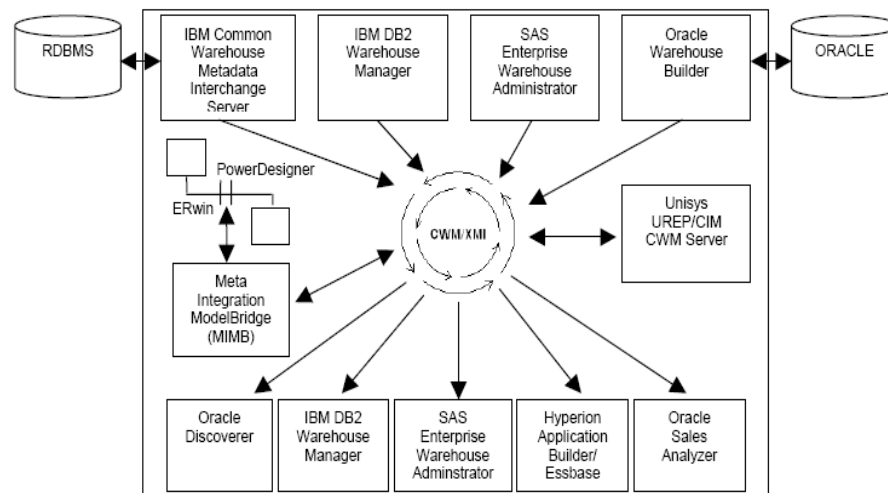 RDBMS
IBM Common
Warehouse
Metadata
Interchange
Server
IBM DB2
Warehouse
Manager
SAS
Enterprise
Warehouse
Administrator
Oracle
Warehouse
Builder
ORACLE
PowerDesigner
ERwin
CWM/XMI
Unisys
UREP/CIM
CWM Server
Meta
Integration
ModelBridge
(MIMB)
Oracle
Discoverer
IBM DB2
Warehouse
Manager
SAS
Enterprise
Warehouse
Adminstrator
Hyperion
Application
Builder/
Essbase
Oracle
Sales
Analyzer